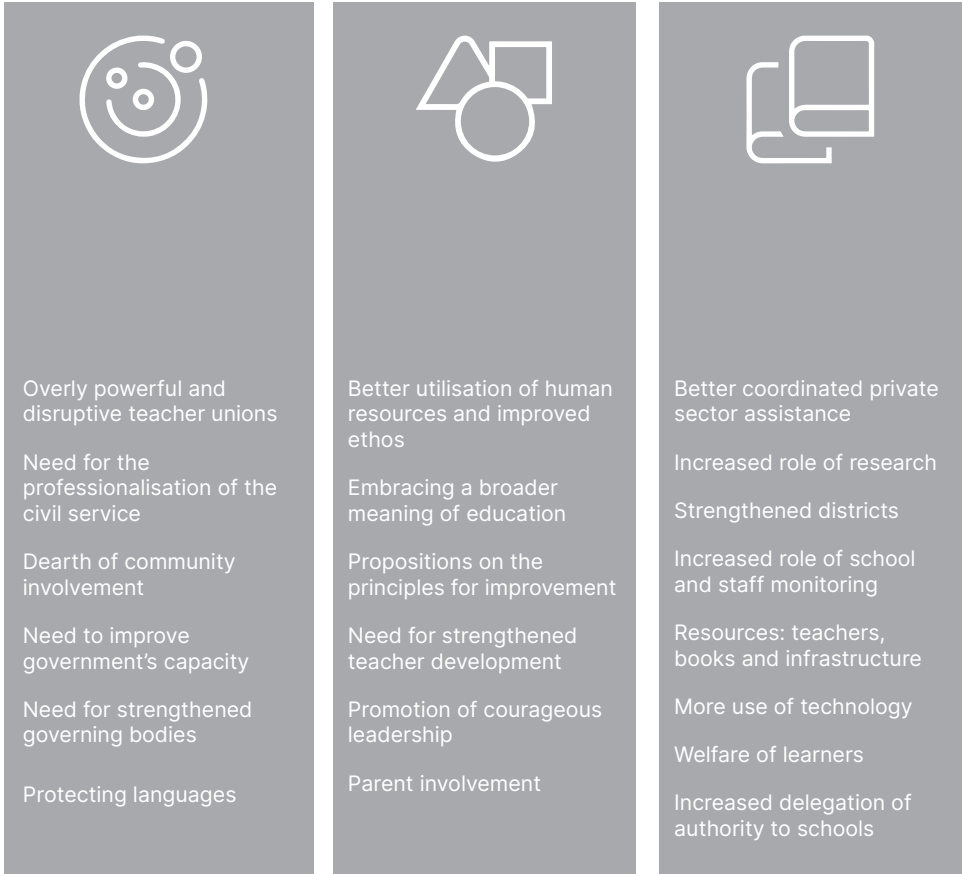 Overly powerful and
disruptive teacher unions
Need for the
professionalisation of the
civil service
Dearth of community
involvement
Need to improve
government’s capacity
Need for strengthened
governing bodies
Protecting languages
Better utilisation of human
resources and improved
ethos
Embracing a broader
meaning of education
Propositions on the
principles for improvement
Need for strengthened
teacher development
Promotion of courageous
leadership
Parent involvement
Better coordinated private
sector assistance
Increased role of research
Strengthened districts
Increased role of school
and staff monitoring
Resources: teachers,
books and infrastructure
More use of technology
Welfare of learners
Increased delegation of
authority to schools